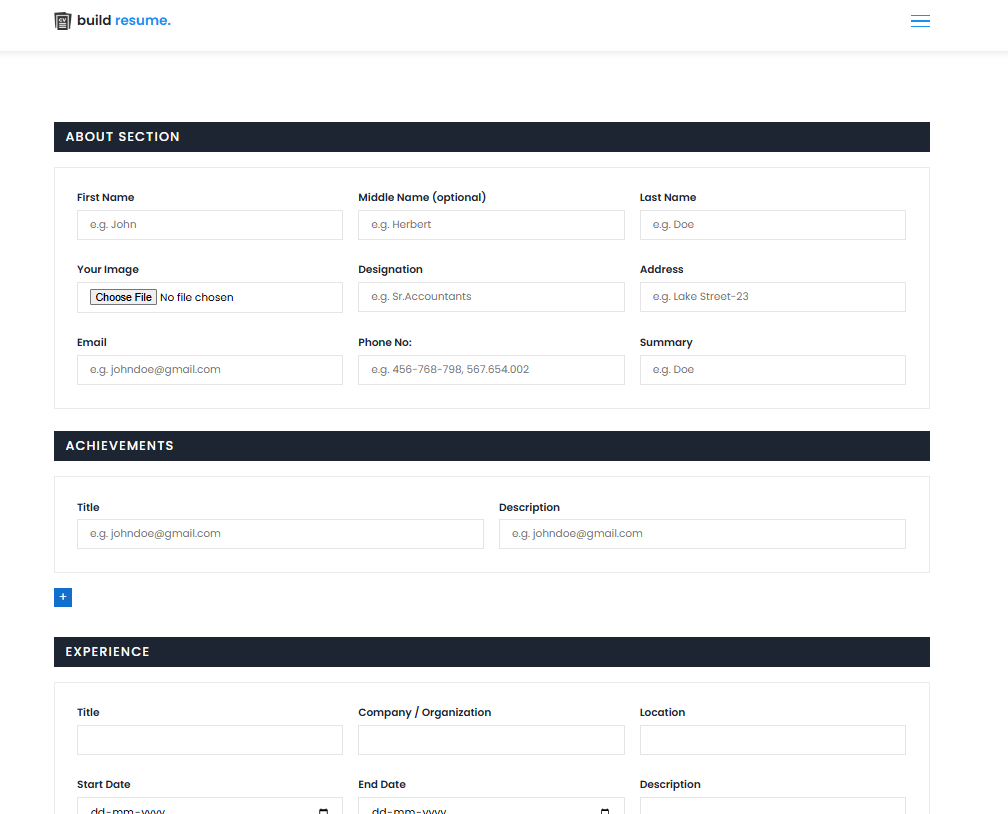 CV build resume.
ABOUT SECTION
First Name Middle Name (optional) Last Name
e.g. John e.g. Herbert e.g. Doe
Your Image Designation Address
Choose File No file chosen e.g. Sr.Accountants e.g. Lake Street-23
Email Phone No: Summary
e.g. johndoe@gmail.com e.g. 456-768-798, 567.654.002 e.g. Doe
ACHIEVEMENTS
Title Description
e.g. johndoe@gmail.com e.g. johndoe@gmail.com
+
EXPERIENCE
Title Company / Organization Location
Start Date End Date Description
dd-mm-yyyy dd-mm-yyyy